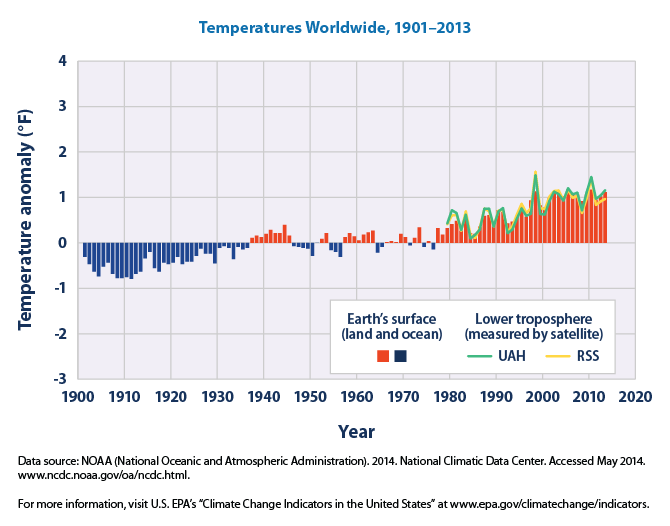 Temperatures Worldwide, 1901–2013
Temperature anomaly (°F)
4
3
2
1
0
-1
-2
-3
Earth's surface
(land and ocean)
Lower troposphere
(measured by satellite)
UAH
RSS
1900 1910 1920 1930 1940 1950 1960 1970 1980 1990 2000 2010 2020
Year
Data source: NOAA (National Oceanic and Atmospheric Administration). 2014. National Climatic Data Center. Accessed May 2014.
www.ncdc.noaa.gov/oa/ncdc.html.
For more information, visit U.S. EPA's “Climate Change Indicators in the United States” at www.epa.gov/climatechange/indicators.